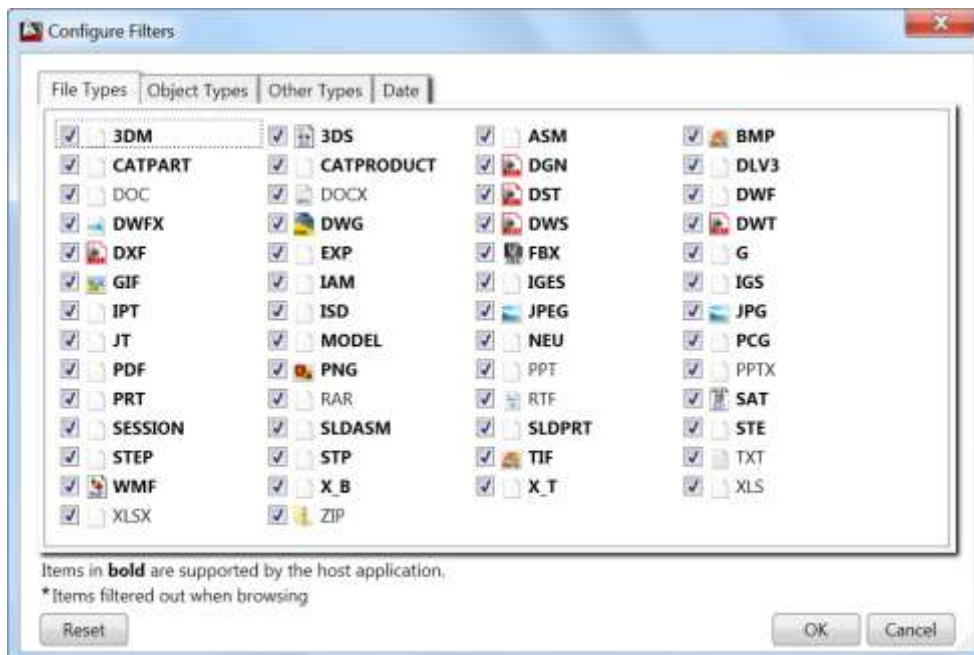 Configure Filters
File Types Object Types Other Types Date
3DM 3DS ASM BMP
CATPART CATPRODUCT DGN DLV3
DOC DOCX DST DWF
DWFX DWG DWS DWT
DXF EXP FBX G
GIF IAM IGES IGS
IPT ISD JPEG JPG
JT MODEL NEU PCG
PDF PNG PPT PPTX
PRT RAR RTF SAT
SESSION SLDASM SLDPRT STE
STEP STP TIF TXT
WMF X_B X_T XLS
XLSX ZIP
Items in bold are supported by the host application.
*Items filtered out when browsing
Reset OK Cancel